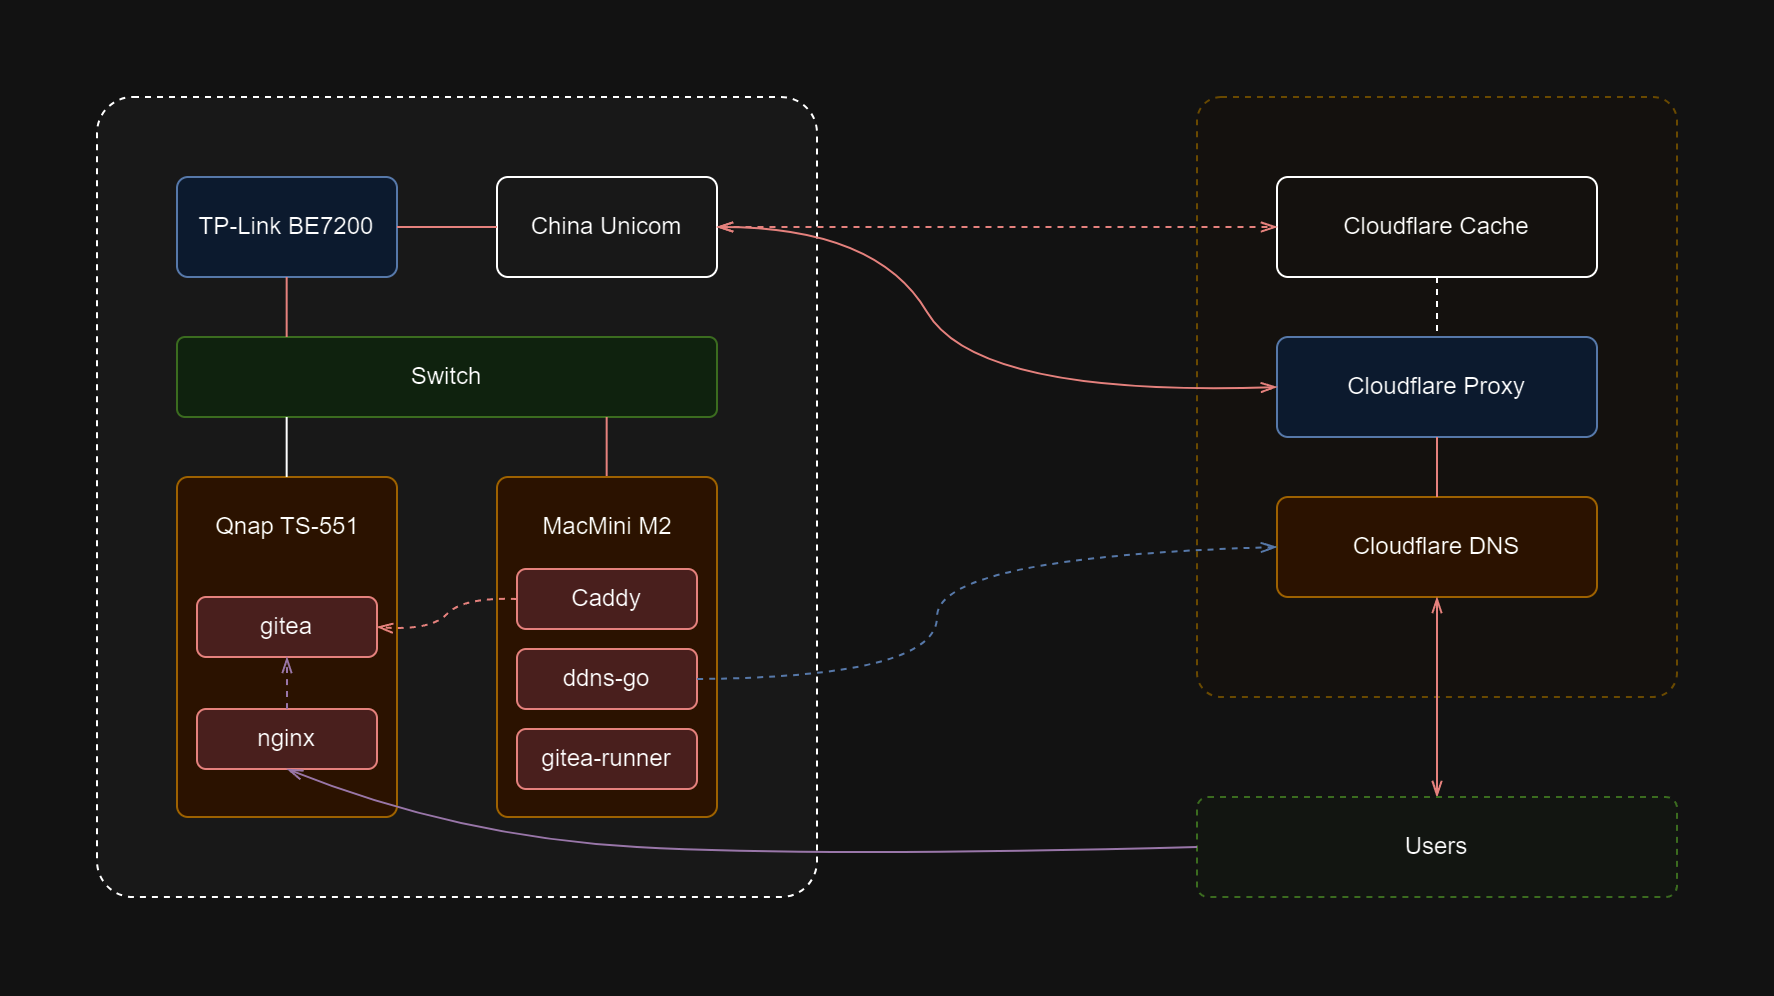 TP-Link BE7200
China Unicom
Switch
Qnap TS-551
gitea
nginx
MacMini M2
Caddy
ddns-go
gitea-runner
Cloudflare Cache
Cloudflare Proxy
Cloudflare DNS
Users